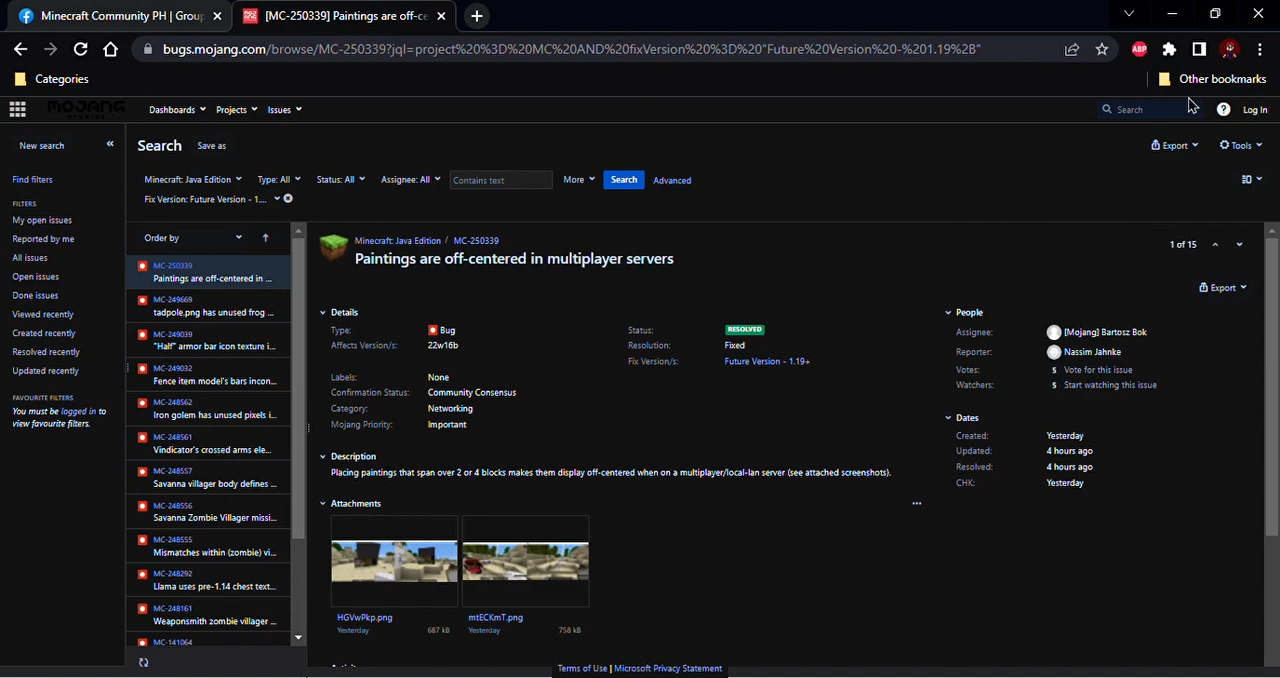 Minecraft Community PH | Group
[MC-250339] Paintings are off-ce
bugs.mojang.com/browse/MC-250339?jql=project%20%3D%20MC%20AND%20fixVersion%20%3D%20"Future%20Version%20-%201.19%2B"
ABP
Categories
Other bookmarks
MOJANG
STUDIOS
Dashboards
Projects
Issues
Search
Log In
New search
Find filters
FILTERS
My open issues
Reported by me
All issues
Open issues
Done issues
Viewed recently
Created recently
Resolved recently
Updated recently
FAVOURITE FILTERS
You must be logged in to
view favourite filters.
Search
Save as
Export
Tools
Minecraft: Java Edition
Type: All
Status: All
Assignee: All
Contains text
More
Search
Advanced
Fix Version: Future Version - 1....
Order by
MC-250339
Paintings are off-centered in ...
MC-249669
tadpole.png has unused frog ...
MC-249039
"Half" armor bar icon texture i...
MC-249032
Fence item model's bars incon...
MC-248562
Iron golem has unused pixels i...
MC-248561
Vindicator's crossed arms ele...
MC-248557
Savanna villager body defines ...
MC-248556
Savanna Zombie Villager missi...
MC-248555
Mismatches within (zombie) vi...
MC-248292
Llama uses pre-1.14 chest text...
MC-248161
Weaponsmith zombie villager ...
MC-141064
Minecraft: Java Edition / MC-250339
Paintings are off-centered in multiplayer servers
1 of 15
Export
Details
Type: Bug
Affects Version/s: 22w16b
Labels: None
Confirmation Status: Community Consensus
Category: Networking
Mojang Priority: Important
Status: RESOLVED
Resolution: Fixed
Fix Version/s: Future Version - 1.19+
Description
Placing paintings that span over 2 or 4 blocks makes them display off-centered when on a multiplayer/local-lan server (see attached screenshots).
Attachments
HGVwPkp.png
Yesterday 687 kB
mtECKmT.png
Yesterday 758 kB
People
Assignee: [Mojang] Bartosz Bok
Reporter: Nassim Jahnke
Votes: 5 Vote for this issue
Watchers: 5 Start watching this issue
Dates
Created: Yesterday
Updated: 4 hours ago
Resolved: 4 hours ago
CHK: Yesterday
Terms of Use | Microsoft Privacy Statement